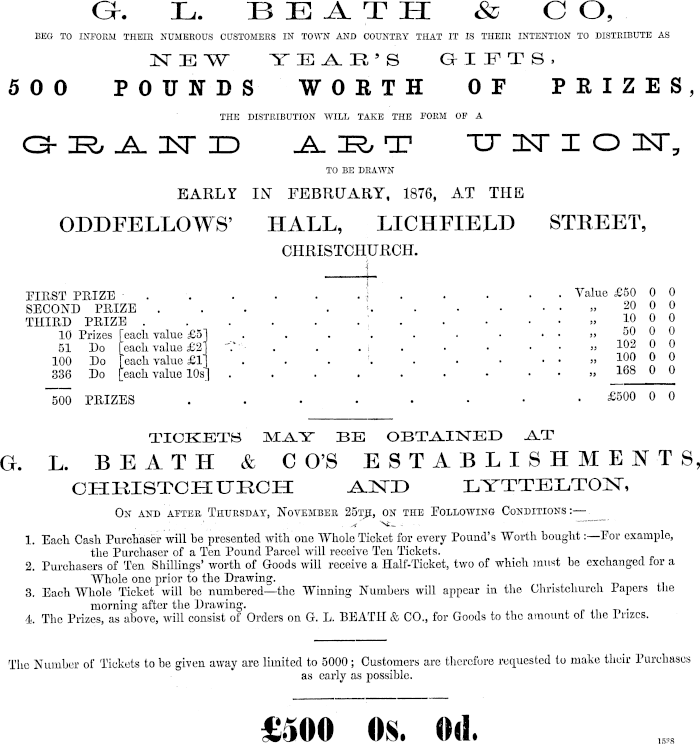 G. L. BEATH & CO,
BEG TO INFORM THEIR NUMEROUS CUSTOMERS IN TOWN AND COUNTRY THAT IT IS THEIR INTENTION TO DISTRIBUTE AS
NEW YEAR'S GIFTS,
500 POUNDS WORTH OF PRIZES,
THE DISTRIBUTION WILL TAKE THE FORM OF A
GRAND ART UNION,
TO BE DRAWN
EARLY IN FEBRUARY, 1876, AT THE
ODDFELLOWS' HALL, LICHFIELD STREET,
CHRISTCHURCH.
FIRST PRIZE . . . . . . . . . . . Value £50 0 0
SECOND PRIZE . . . . . . . . . . . „ 20 0 0
THIRD PRIZE . . . . . . . . . . . „ 10 0 0
10 Prizes [each value £5] . . . . . . . . . „ 50 0 0
51 Do [each value £2] . . . . . . . . „ 102 0 0
100 Do [each value £1] . . . . . . . . . „ 100 0 0
336 Do [each value 10s] . . . . . . . . . „ 168 0 0
500 PRIZES . . . . . . . £500 0 0
TICKETS MAY BE OBTAINED AT
G. L. BEATH & CO'S ESTABLISHMENTS,
CHRISTCHURCH AND LYTTELTON,
ON AND AFTER THURSDAY, NOVEMBER 25TH, ON THE FOLLOWING CONDITIONS:—
1. Each Cash Purchaser will be presented with one Whole Ticket for every Pound's Worth bought:—For example,
the Purchaser of a Ten Pound Parcel will receive Ten Tickets.
2. Purchasers of Ten Shillings' worth of Goods will receive a Half-Ticket, two of which must be exchanged for a
Whole one prior to the Drawing.
3. Each Whole Ticket will be numbered—the Winning Numbers will appear in the Christchurch Papers the
morning after the Drawing.
4. The Prizes, as above, will consist of Orders on G. L. BEATH & CO., for Goods to the amount of the Prizes.
The Number of Tickets to be given away are limited to 5000; Customers are therefore requested to make their Purchases
as early as possible.
£500 0s. 0d.